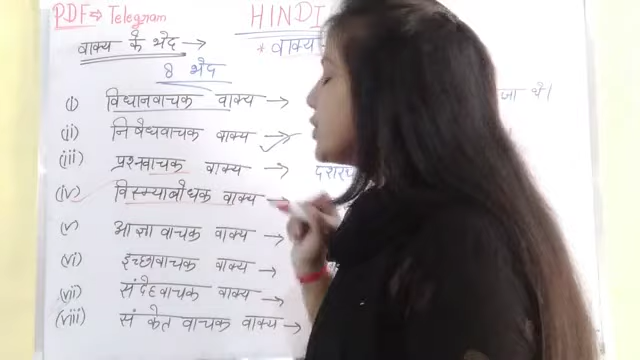 PDF⇒ Telegram
HINDI
वाक्य के भेद →
* वाक्य
8 भेद
(i) विधानवाचक वाक्य →
जा थे।
(ii) निषेधवाचक वाक्य →
(iii) प्रश्नवाचक वाक्य →
(iv) विस्मयाबोधक वाक्य →
(v) आज्ञा वाचक वाक्य →
(vi) इच्छावाचक वाक्य →
(vii) संदेहवाचक वाक्य →
(viii) सं केत वाचक वाक्य →